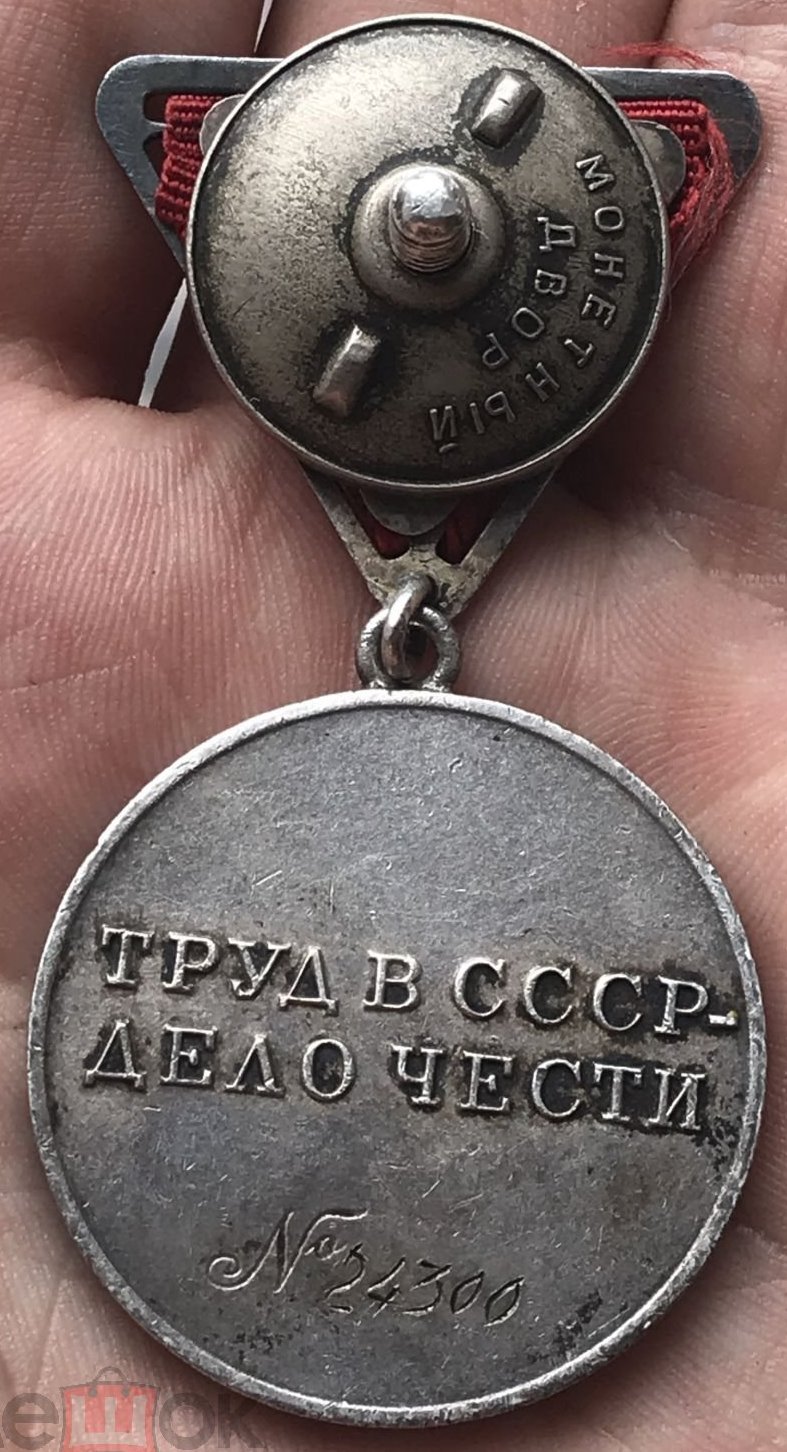 МОНЕТНЫЙ
ДВОР
ТРУД В СССР-
ДЕЛО ЧЕСТИ
№ 24300
ешок